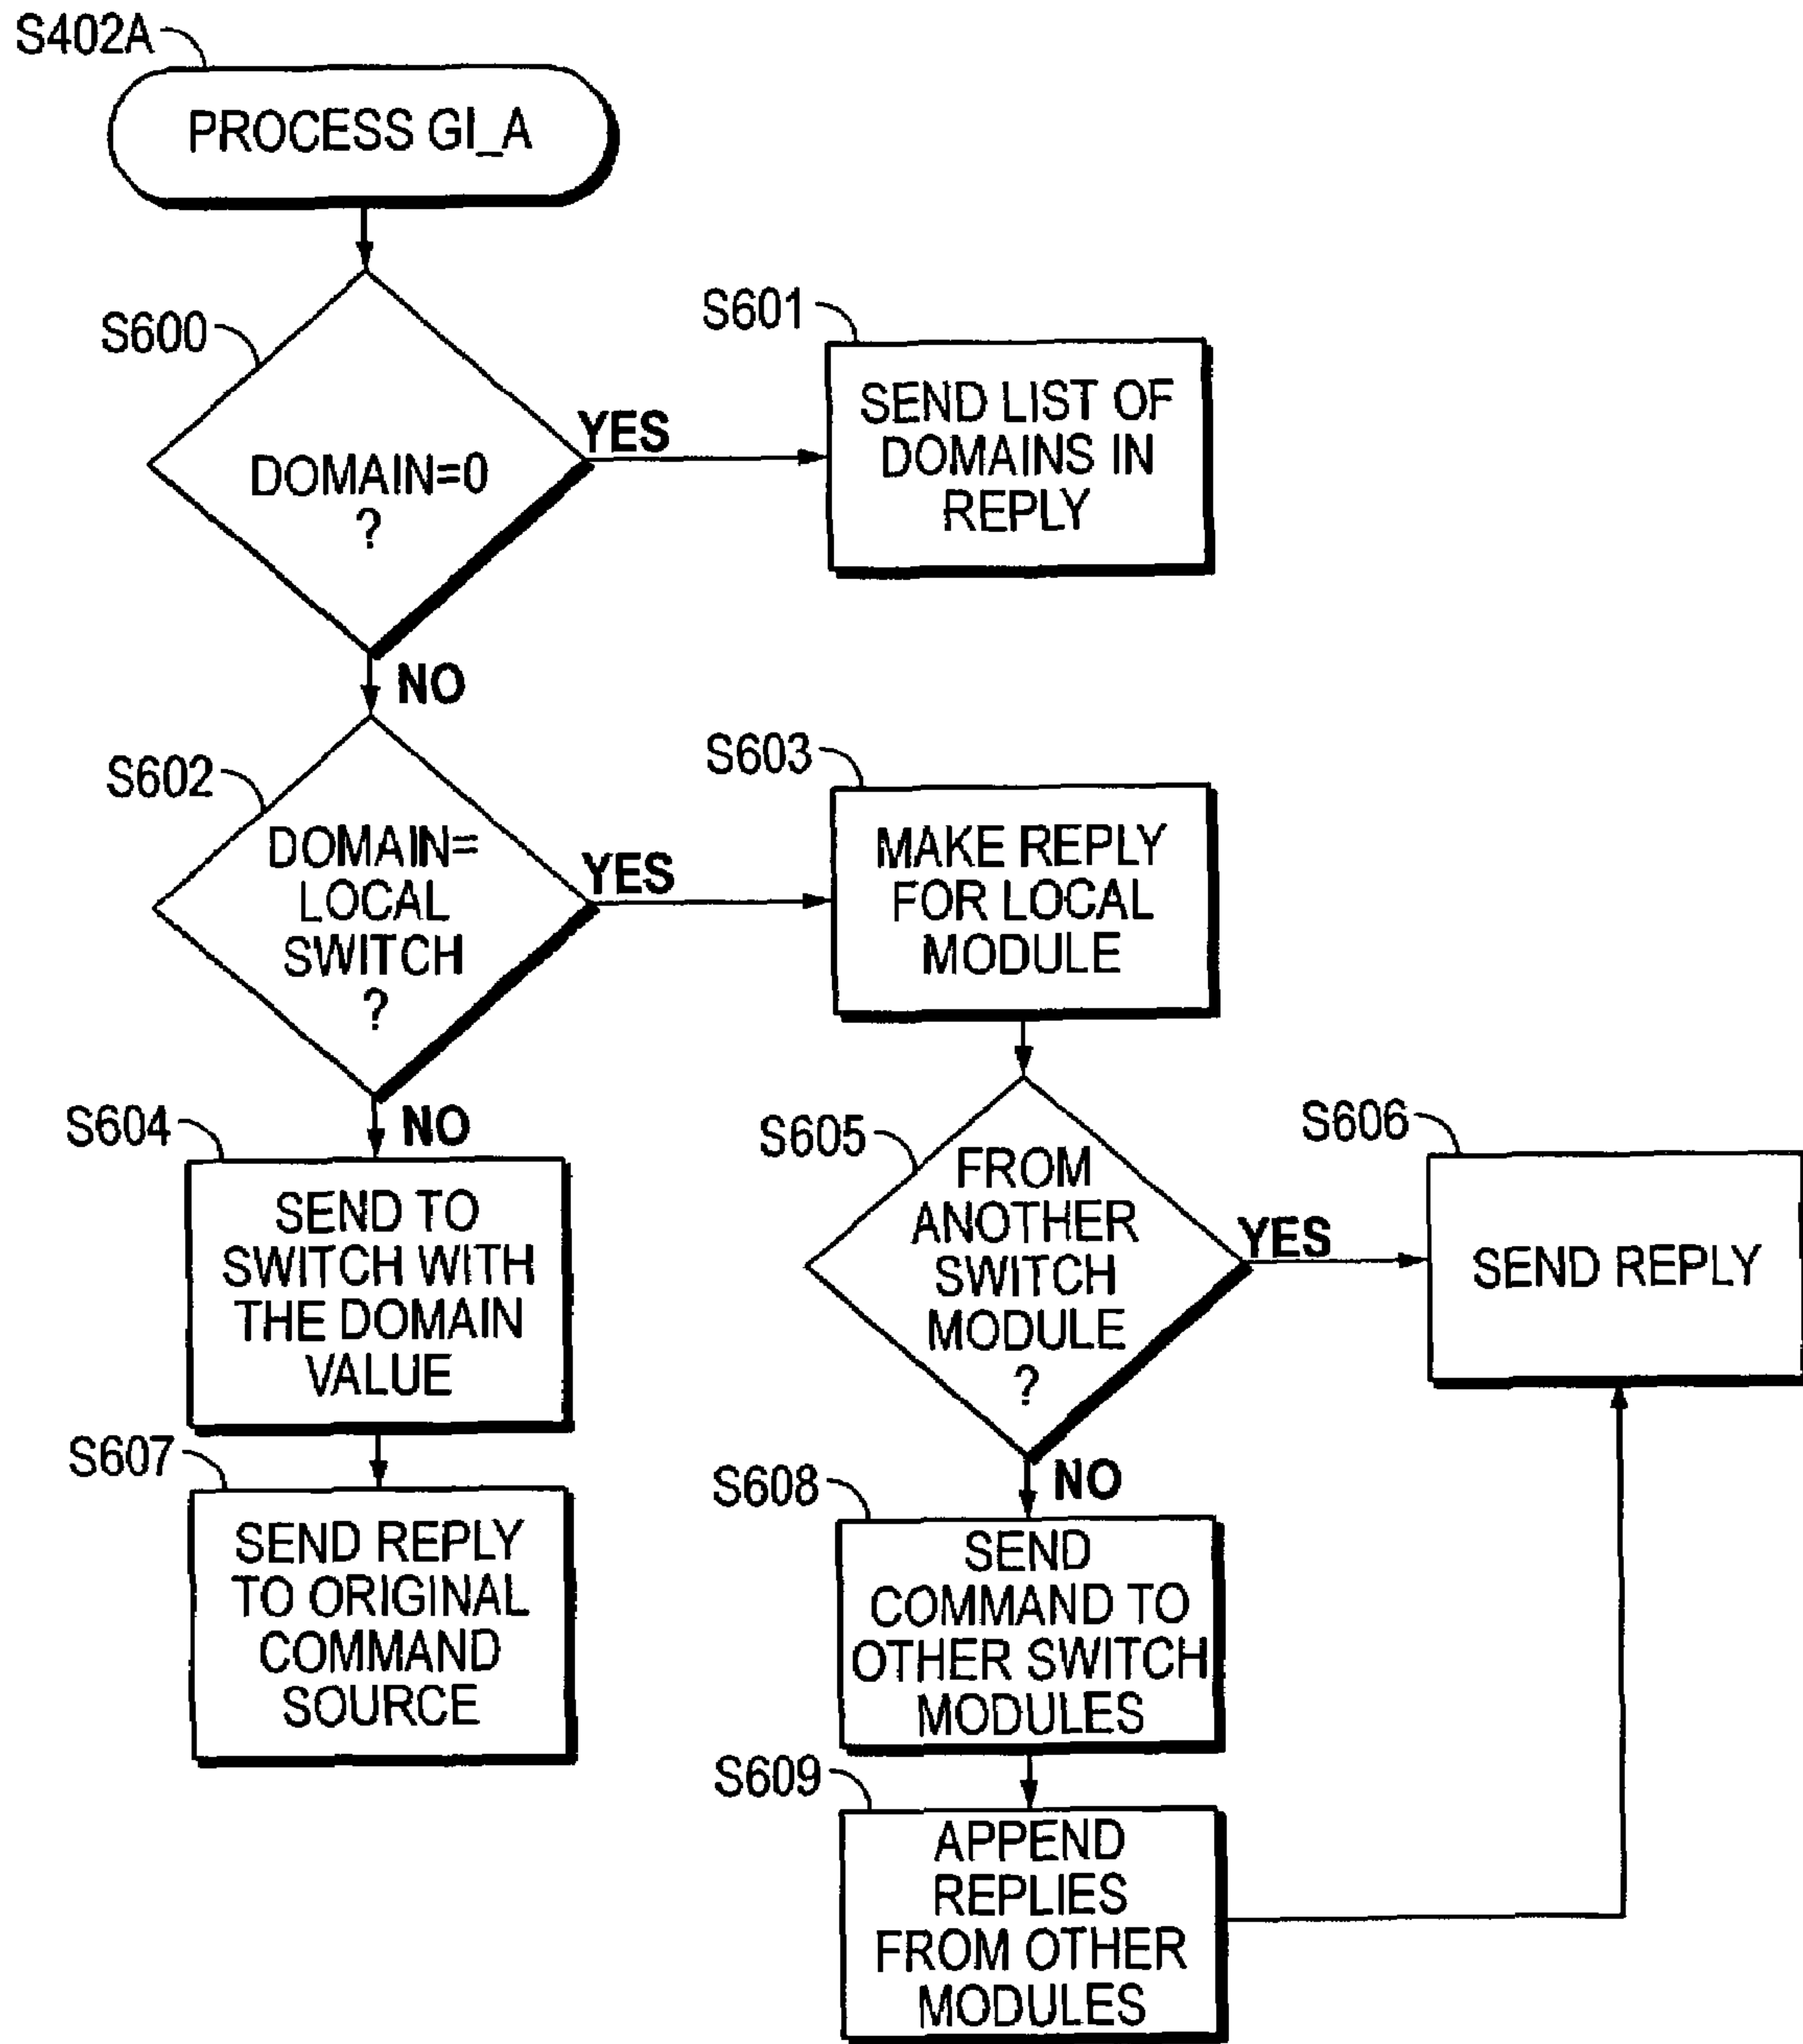 S402A
PROCESS GI_A
S600
DOMAIN=0
?
YES
NO
S601
SEND LIST OF
DOMAINS IN
REPLY
S602
DOMAIN=
LOCAL
SWITCH
?
YES
NO
S603
MAKE REPLY
FOR LOCAL
MODULE
S604
SEND TO
SWITCH WITH
THE DOMAIN
VALUE
S605
FROM
ANOTHER
SWITCH
MODULE
?
YES
NO
S606
SEND REPLY
S607
SEND REPLY
TO ORIGINAL
COMMAND
SOURCE
S608
SEND
COMMAND TO
OTHER SWITCH
MODULES
S609
APPEND
REPLIES
FROM OTHER
MODULES